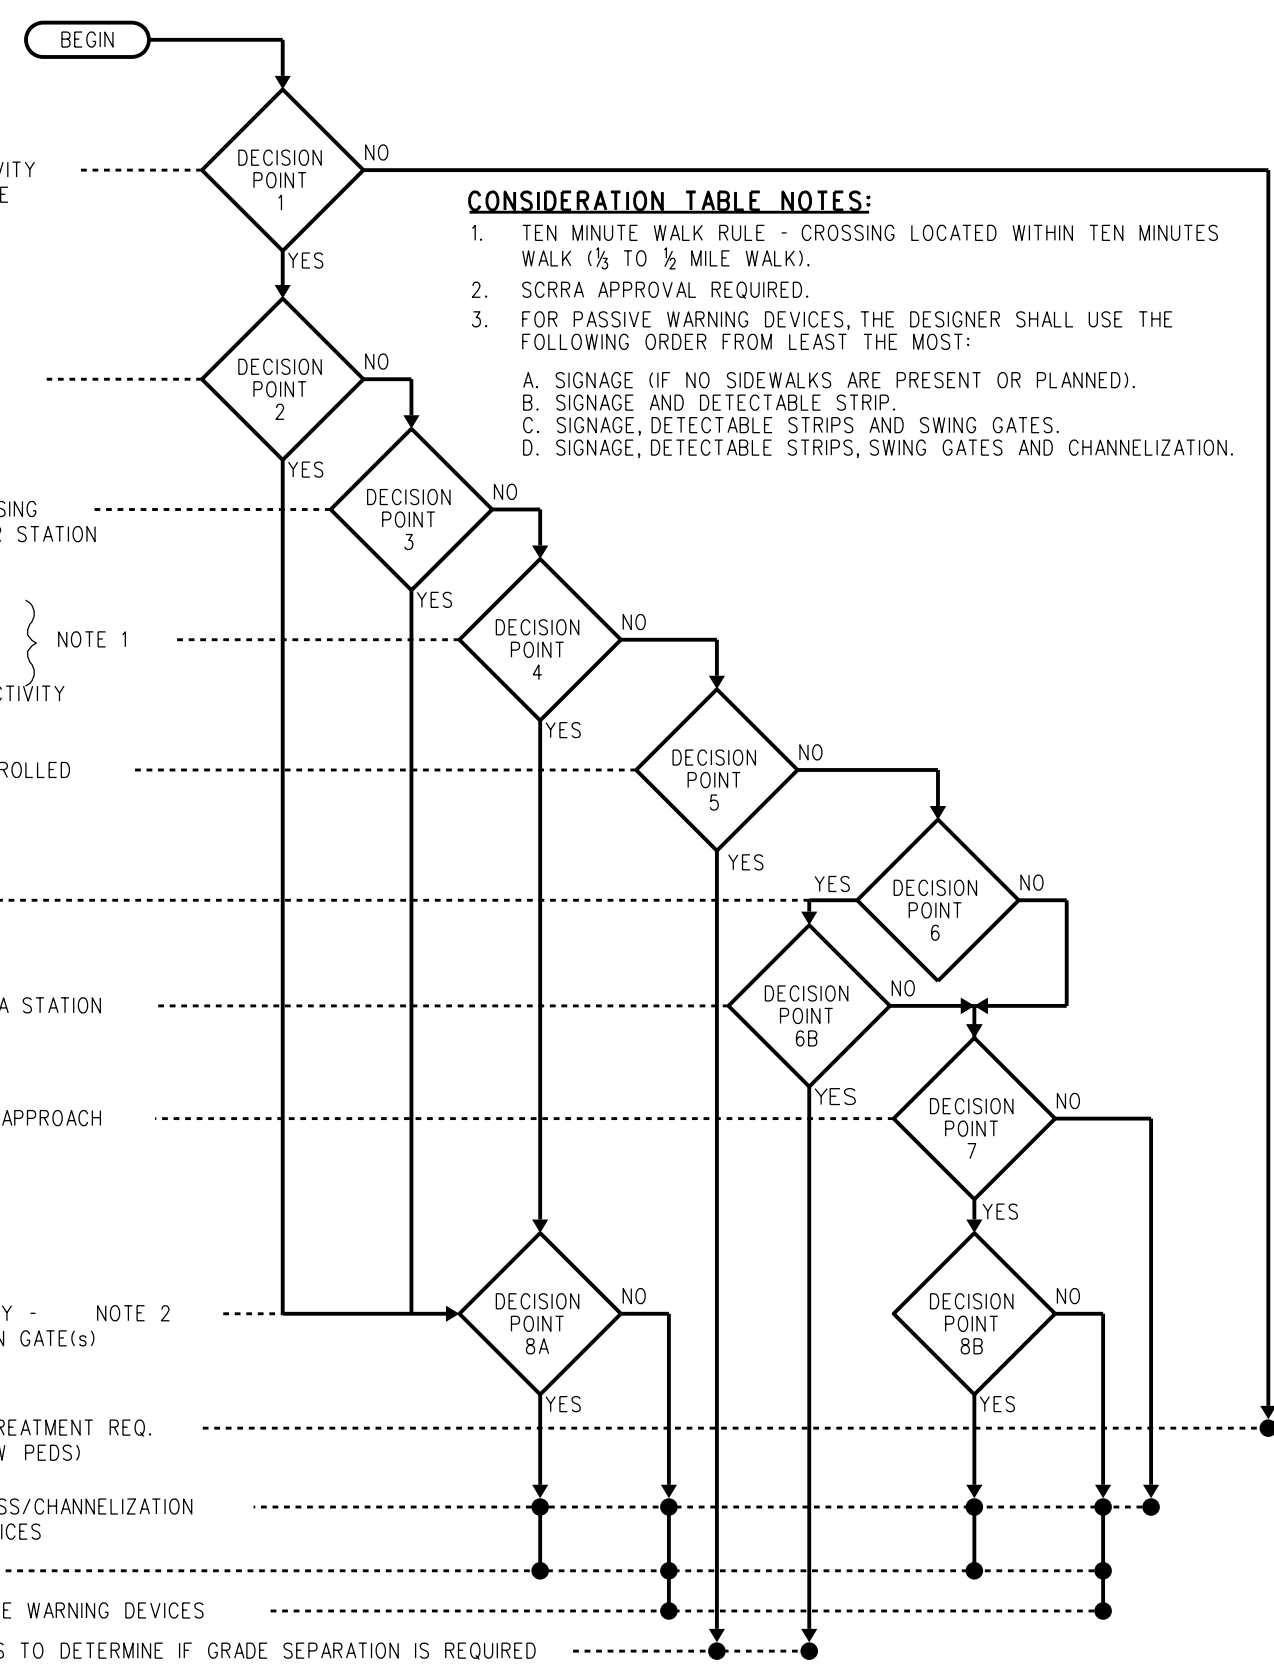 BEGIN
DECISION
POINT
1
NO
YES
CONSIDERATION TABLE NOTES:
1. TEN MINUTE WALK RULE - CROSSING LOCATED WITHIN TEN MINUTES
WALK (⅓ TO ½ MILE WALK).
2. SCRRA APPROVAL REQUIRED.
3. FOR PASSIVE WARNING DEVICES, THE DESIGNER SHALL USE THE
FOLLOWING ORDER FROM LEAST THE MOST:
A. SIGNAGE (IF NO SIDEWALKS ARE PRESENT OR PLANNED).
B. SIGNAGE AND DETECTABLE STRIP.
C. SIGNAGE, DETECTABLE STRIPS AND SWING GATES.
D. SIGNAGE, DETECTABLE STRIPS, SWING GATES AND CHANNELIZATION.
DECISION
POINT
2
NO
YES
STATION
DECISION
POINT
3
NO
YES
NOTE 1
DECISION
POINT
4
NO
YES
DECISION
POINT
5
NO
YES
DECISION
POINT
6
YES
NO
A STATION
DECISION
POINT
6B
NO
YES
APPROACH
DECISION
POINT
7
NO
YES
Y - NOTE 2
GATE(s)
DECISION
POINT
8A
NO
YES
DECISION
POINT
8B
NO
YES
REATMENT REQ.
PEDS)
SS/CHANNELIZATION
ICES
E WARNING DEVICES
S TO DETERMINE IF GRADE SEPARATION IS REQUIRED